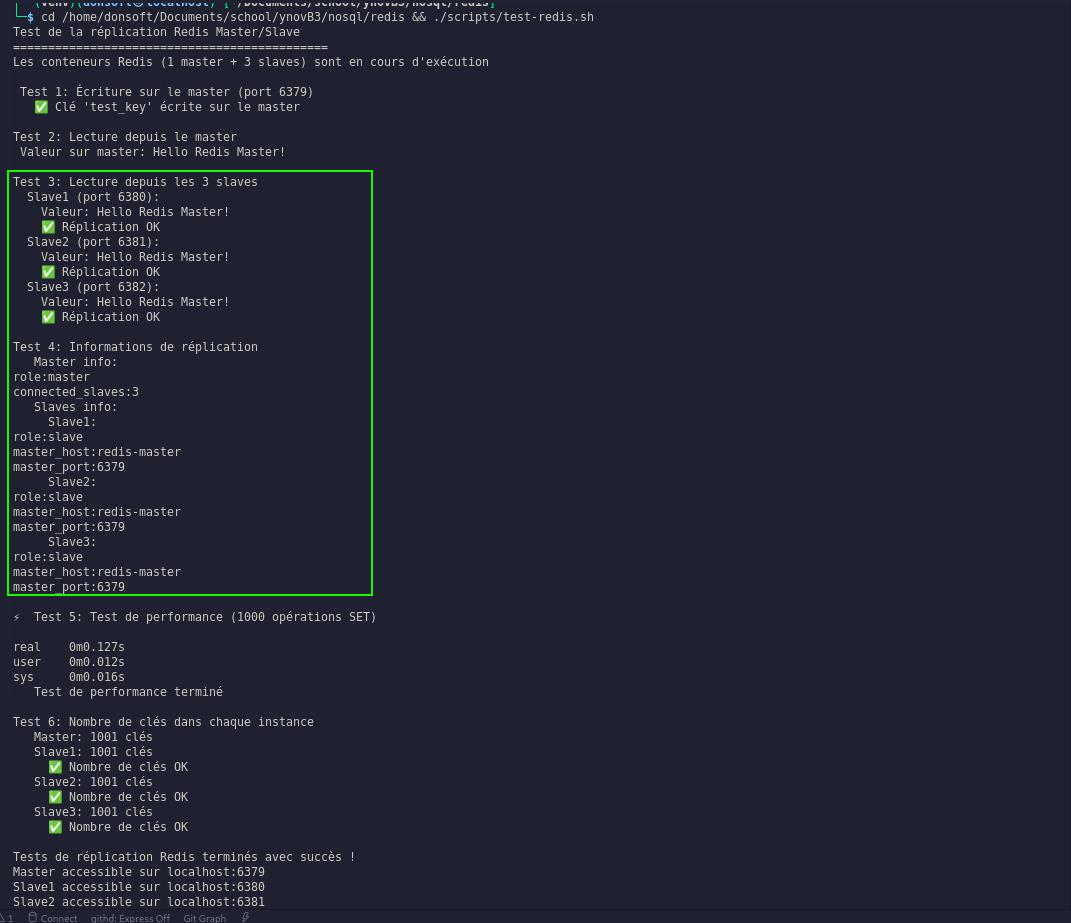 (venv)(donsoft㉿localhost) [~/Documents/school/ynovB3/nosql/redis]
└─$ cd /home/donsoft/Documents/school/ynovB3/nosql/redis && ./scripts/test-redis.sh
Test de la réplication Redis Master/Slave
=============================================
Les conteneurs Redis (1 master + 3 slaves) sont en cours d'exécution
Test 1: Écriture sur le master (port 6379)
✅ Clé 'test_key' écrite sur le master
Test 2: Lecture depuis le master
Valeur sur master: Hello Redis Master!
Test 3: Lecture depuis les 3 slaves
Slave1 (port 6380):
Valeur: Hello Redis Master!
✅ Réplication OK
Slave2 (port 6381):
Valeur: Hello Redis Master!
✅ Réplication OK
Slave3 (port 6382):
Valeur: Hello Redis Master!
✅ Réplication OK
Test 4: Informations de réplication
Master info:
role:master
connected_slaves:3
Slaves info:
Slave1:
role:slave
master_host:redis-master
master_port:6379
Slave2:
role:slave
master_host:redis-master
master_port:6379
Slave3:
role:slave
master_host:redis-master
master_port:6379
⚡ Test 5: Test de performance (1000 opérations SET)
real 0m0.127s
user 0m0.012s
sys 0m0.016s
Test de performance terminé
Test 6: Nombre de clés dans chaque instance
Master: 1001 clés
Slave1: 1001 clés
✅ Nombre de clés OK
Slave2: 1001 clés
✅ Nombre de clés OK
Slave3: 1001 clés
✅ Nombre de clés OK
Tests de réplication Redis terminés avec succès !
Master accessible sur localhost:6379
Slave1 accessible sur localhost:6380
Slave2 accessible sur localhost:6381
1 Connect githd: Express Off Git Graph